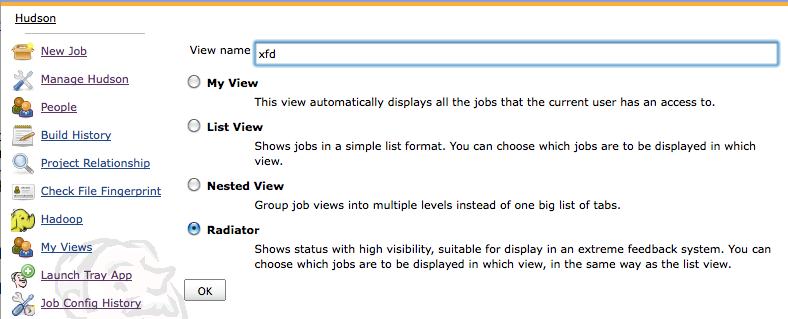 Hudson
New Job
Manage Hudson
People
Build History
Project Relationship
Check File Fingerprint
Hadoop
My Views
Launch Tray App
Job Config History
View name xfd
My View
This view automatically displays all the jobs that the current user has an access to.
List View
Shows jobs in a simple list format. You can choose which jobs are to be displayed in which
view.
Nested View
Group job views into multiple levels instead of one big list of tabs.
Radiator
Shows status with high visibility, suitable for display in an extreme feedback system. You can
choose which jobs are to be displayed in which view, in the same way as the list view.
OK